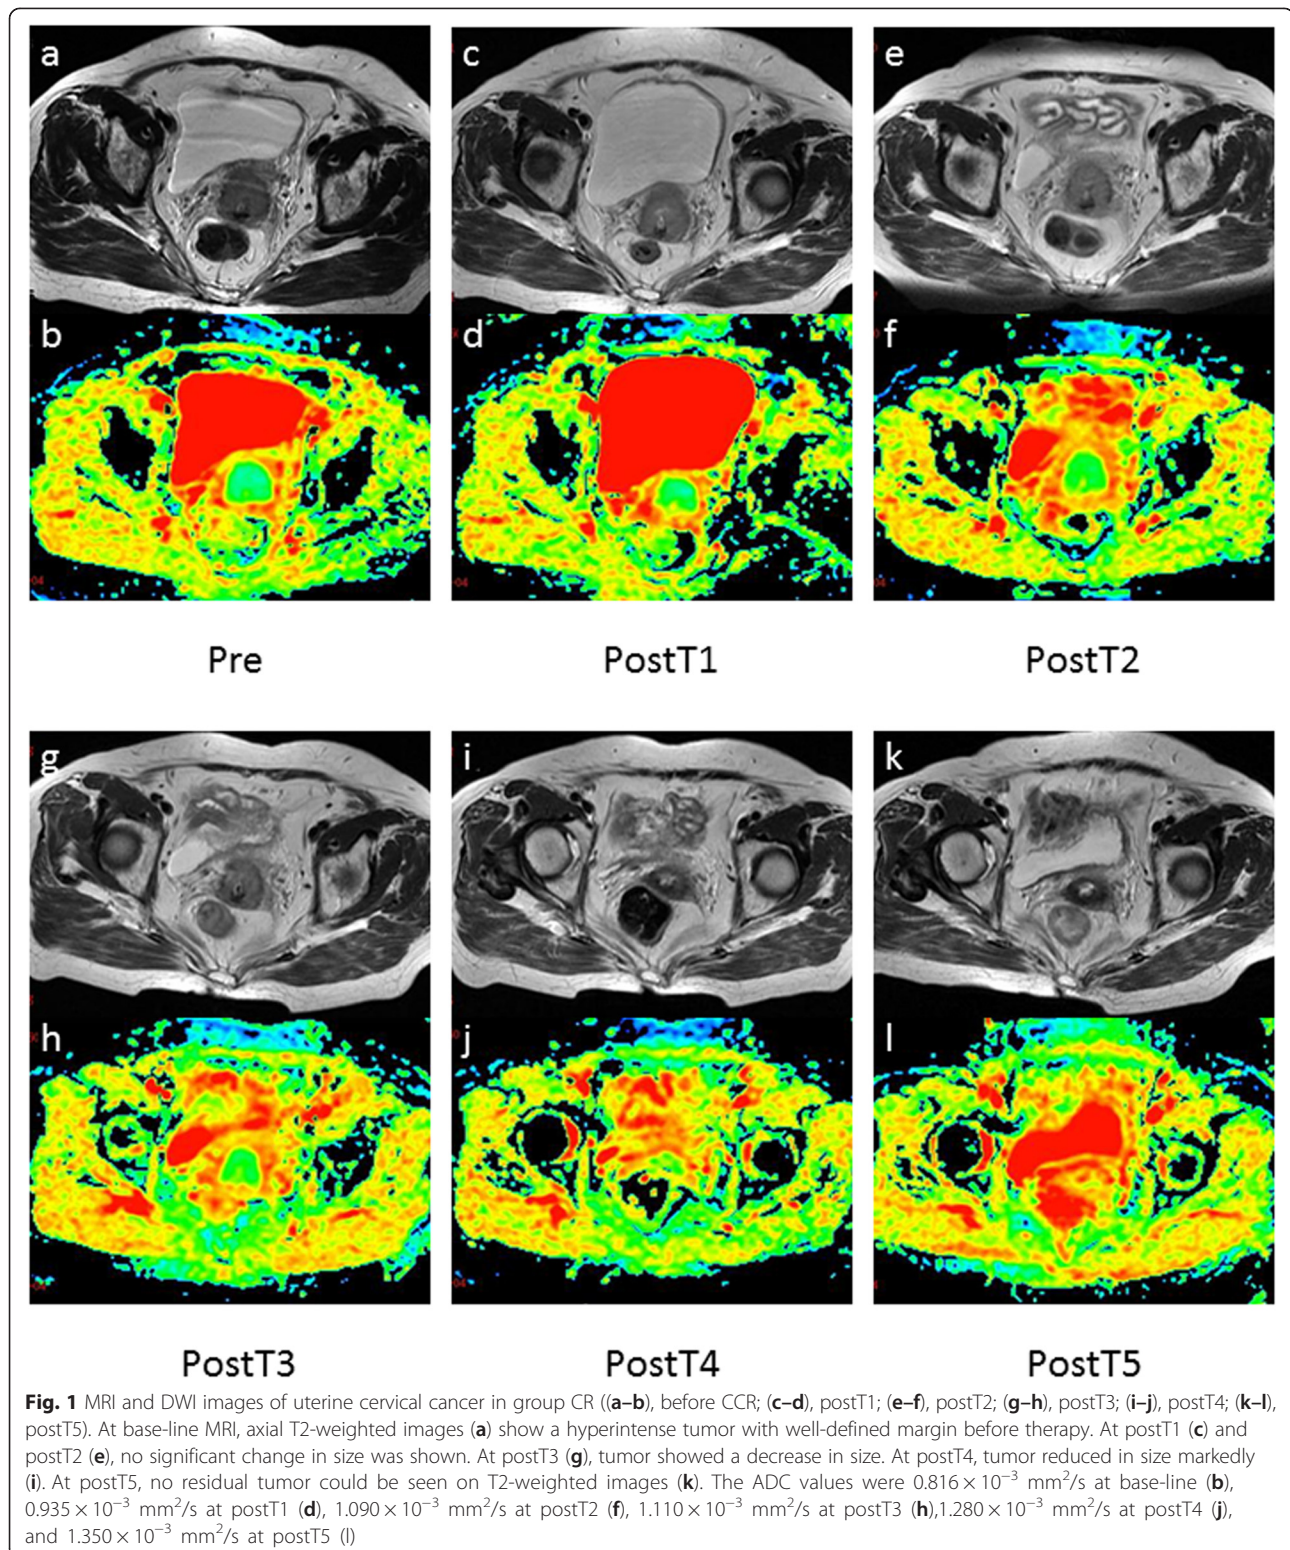 a
c
e
b
d
f
Pre
PostT1
PostT2
g
i
k
h
j
l
PostT3
PostT4
PostT5
Fig. 1 MRI and DWI images of uterine cervical cancer in group CR ((a–b), before CCR; (c–d), postT1; (e–f), postT2; (g–h), postT3; (i–j), postT4; (k–l),
postT5). At base-line MRI, axial T2-weighted images (a) show a hyperintense tumor with well-defined margin before therapy. At postT1 (c) and
postT2 (e), no significant change in size was shown. At postT3 (g), tumor showed a decrease in size. At postT4, tumor reduced in size markedly
(i). At postT5, no residual tumor could be seen on T2-weighted images (k). The ADC values were 0.816 × 10⁻³ mm²/s at base-line (b),
0.935 × 10⁻³ mm²/s at postT1 (d), 1.090 × 10⁻³ mm²/s at postT2 (f), 1.110 × 10⁻³ mm²/s at postT3 (h),1.280 × 10⁻³ mm²/s at postT4 (j),
and 1.350 × 10⁻³ mm²/s at postT5 (l)